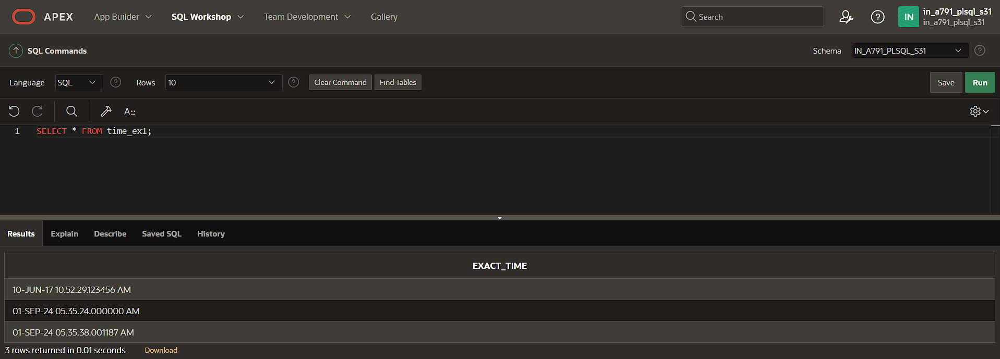 APEX App Builder SQL Workshop Team Development Gallery Search IN in_a791_plsql_s31
in_a791_plsql_s31
SQL Commands Schema IN_A791_PLSQL_S31
Language SQL Rows 10 Clear Command Find Tables Save Run
A::
1 SELECT * FROM time_ex1;
Results Explain Describe Saved SQL History
EXACT_TIME
10-JUN-17 10.52.29.123456 AM
01-SEP-24 05.35.24.000000 AM
01-SEP-24 05.35.38.001187 AM
3 rows returned in 0.01 seconds Download